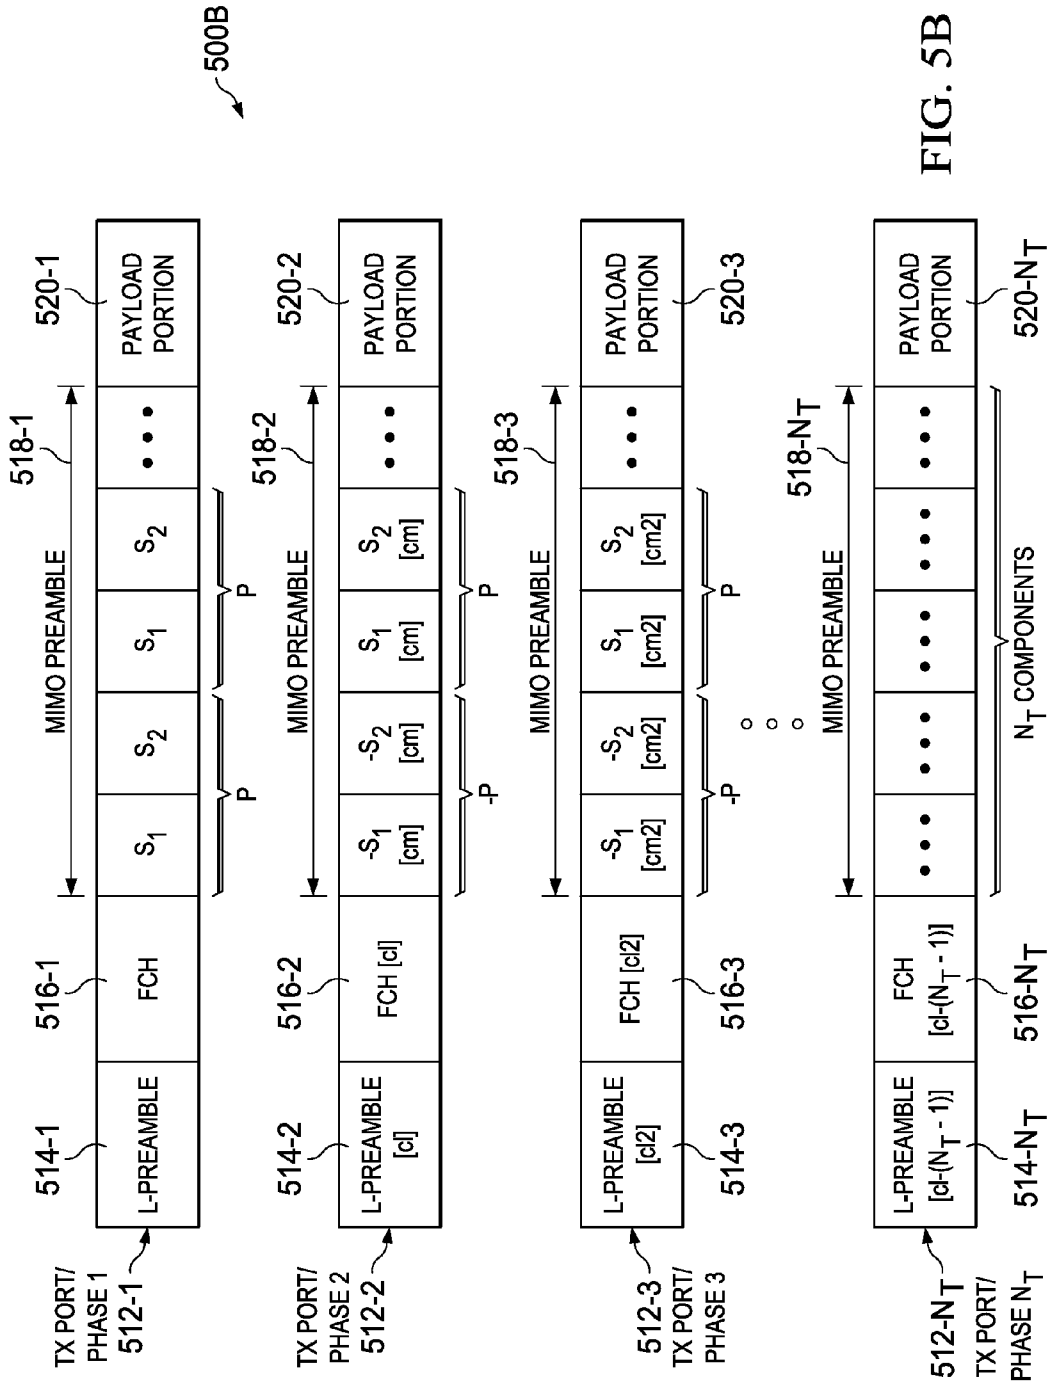 500B
TX PORT/
PHASE 1
512-1
514-1
516-1
518-1
520-1
MIMO PREAMBLE
L-PREAMBLE
FCH
S1
S2
S1
S2
•••
PAYLOAD
PORTION
P
P
TX PORT/
PHASE 2
512-2
514-2
516-2
518-2
520-2
MIMO PREAMBLE
L-PREAMBLE
[cl]
FCH [cl]
-S1
[cm]
-S2
[cm]
S1
[cm]
S2
[cm]
•••
PAYLOAD
PORTION
-P
P
518-3
MIMO PREAMBLE
L-PREAMBLE
[cl2]
FCH [cl2]
-S1
[cm2]
-S2
[cm2]
S1
[cm2]
S2
[cm2]
•••
PAYLOAD
PORTION
512-3
TX PORT/
PHASE 3
514-3
516-3
-P
P
520-3
518-NT
MIMO PREAMBLE
L-PREAMBLE
[cl-(NT - 1)]
FCH
[cl-(NT - 1)]
•••
•••
•••
•••
•••
PAYLOAD
PORTION
512-NT
TX PORT/
PHASE NT
514-NT
516-NT
NT COMPONENTS
520-NT
FIG. 5B